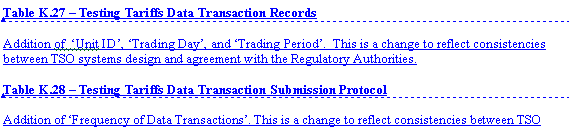 Table K.27 – Testing Tariffs Data Transaction Records
Addition of  ‘Unit ID’, ‘Trading Day’, and ‘Trading Period’.  This is a change to reflect consistencies
between TSO systems design and agreement with the Regulatory Authorities.
Table K.28 – Testing Tariffs Data Transaction Submission Protocol
Addition of ‘Frequency of Data Transactions’. This is a change to reflect consistencies between TSO